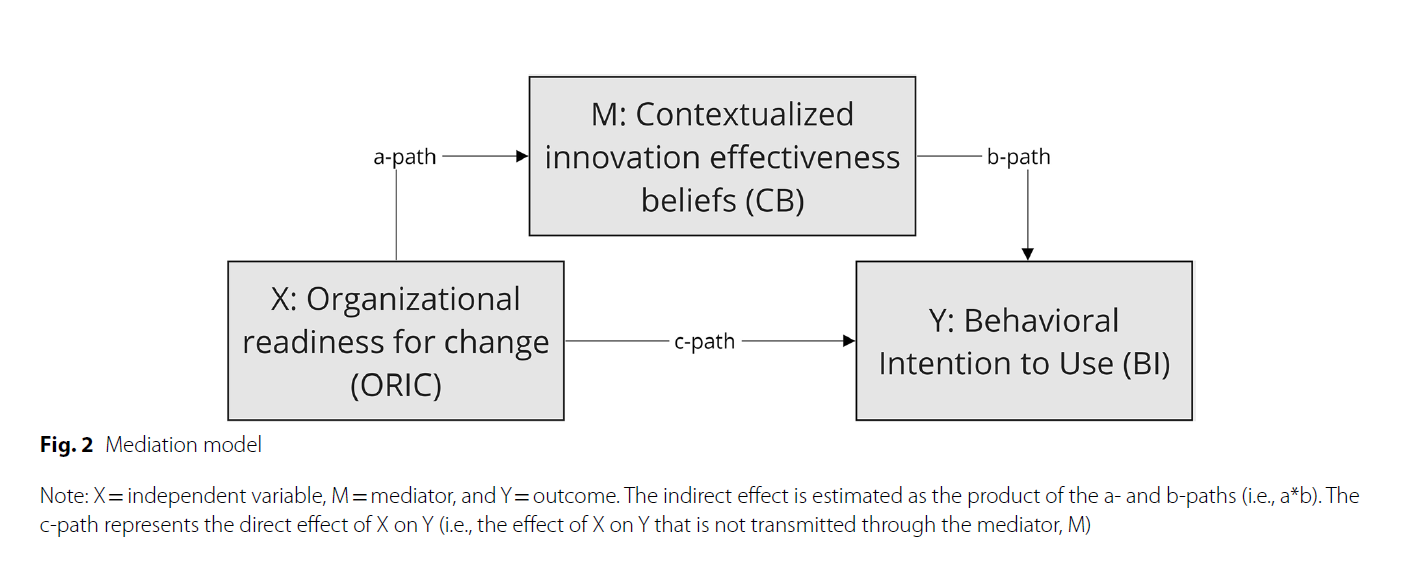 M: Contextualized
innovation effectiveness
beliefs (CB)
a-path
b-path
X: Organizational
readiness for change
(ORIC)
c-path
Y: Behavioral
Intention to Use (BI)
Fig. 2 Mediation model
Note: X = independent variable, M = mediator, and Y = outcome. The indirect effect is estimated as the product of the a- and b-paths (i.e., a*b). The
c-path represents the direct effect of X on Y (i.e., the effect of X on Y that is not transmitted through the mediator, M)